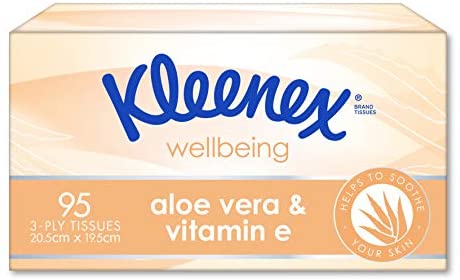 Kleenex®
BRAND
TISSUES
wellbeing
95
3-PLY TISSUES
20.5cm x 19.5cm
aloe vera &
vitamin e
HELPS TO SOOTHE
YOUR SKIN